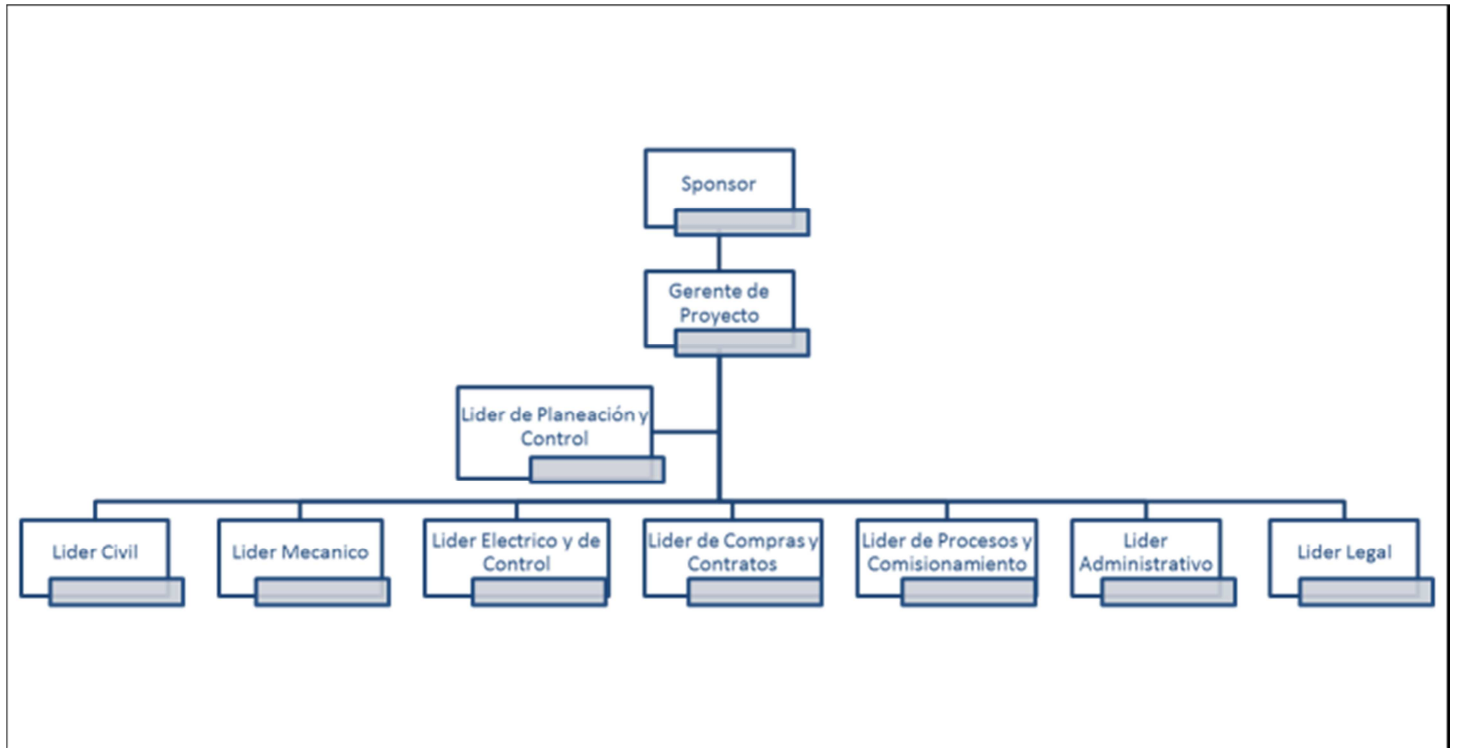 Sponsor
Gerente de
Proyecto
Lider de Planeación y
Control
Lider Civil
Lider Mecanico
Lider Electrico y de
Control
Lider de Compras y
Contratos
Lider de Procesos y
Comisionamiento
Lider
Administrativo
Lider Legal